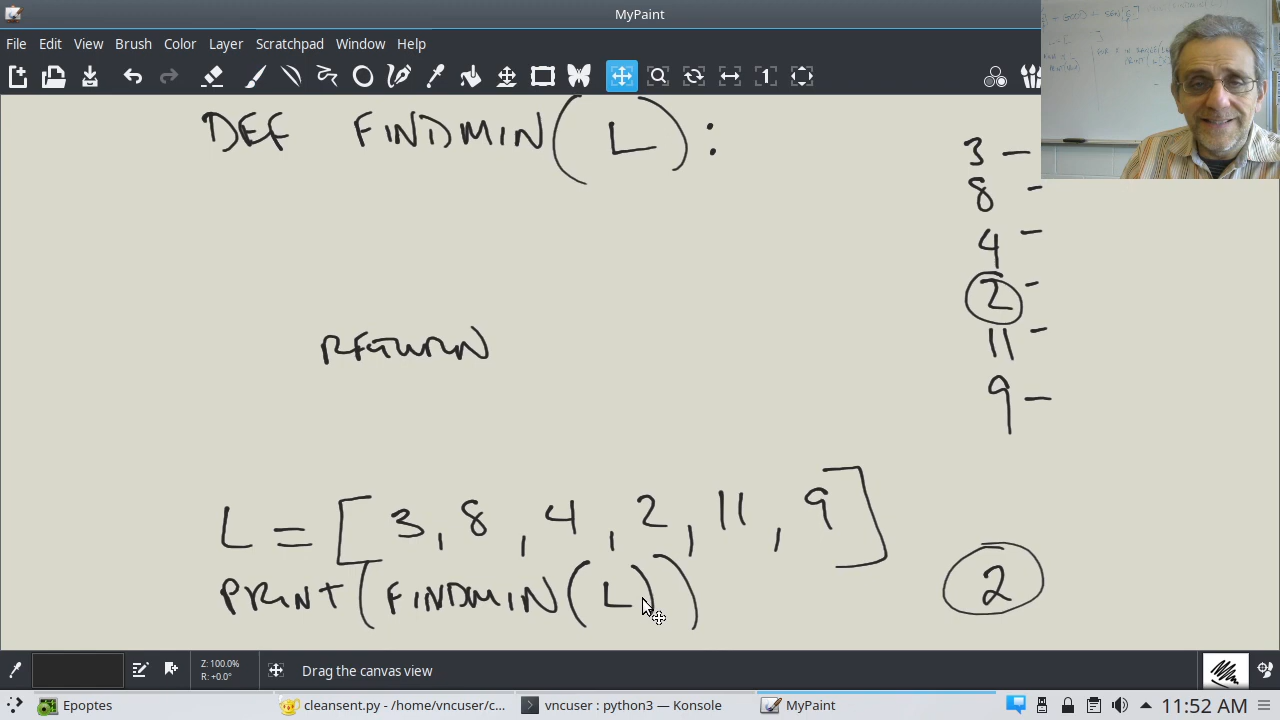 MyPaint
File Edit View Brush Color Layer Scratchpad Window Help
DEF FINDMIN(L):
3 -
8 -
4 -
2 -
11 -
9 -
RETURN
L = [3, 8, 4, 2, 11, 9]
PRINT(FINDMIN(L))
2
Z: 100.0%
R: +0.0°
Drag the canvas view
Epoptes
cleansent.py - /home/vncuser/c...
vncuser : python3 — Konsole
MyPaint
11:52 AM